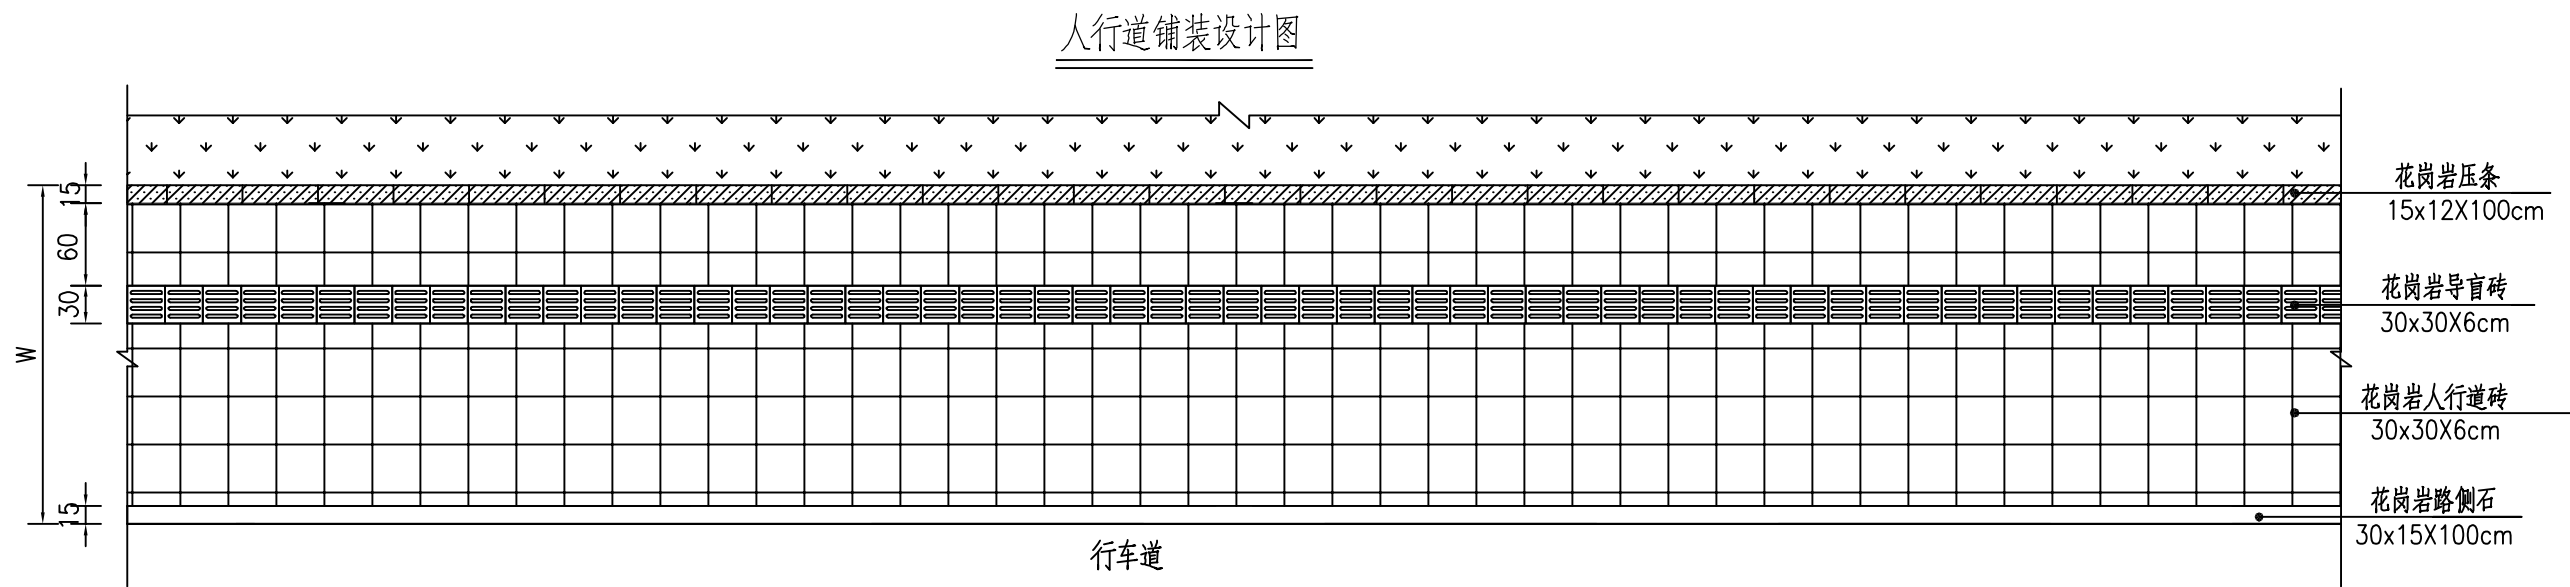 人行道铺装设计图
15
花岗岩压条
15x12X100cm
60
花岗岩导盲砖
30
30x30X6cm
W
花岗岩人行道砖
30x30X6cm
15
花岗岩路侧石
30x15X100cm
行车道